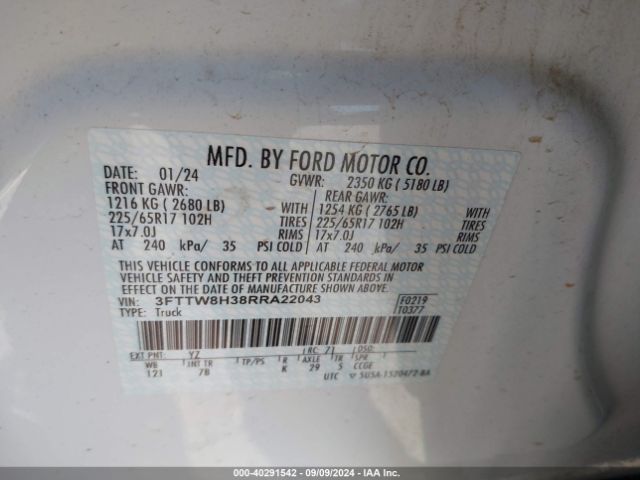 MFD. BY FORD MOTOR CO.
DATE: 01/24 GVWR: 2350 KG ( 5180 LB)
FRONT GAWR: REAR GAWR:
1216 KG ( 2680 LB) WITH 1254 KG ( 2765 LB) WITH
225/65R17 102H TIRES 225/65R17 102H TIRES
17x7.0J RIMS 17x7.0J RIMS
AT 240 kPa/ 35 PSI COLD AT 240 kPa/ 35 PSI COLD
THIS VEHICLE CONFORMS TO ALL APPLICABLE FEDERAL MOTOR
VEHICLE SAFETY AND THEFT PREVENTION STANDARDS IN
EFFECT ON THE DATE OF MANUFACTURE SHOWN ABOVE.
VIN: 3FTTW8H38RRA22043 F0219
TYPE: Truck 10377
EXT PNT: YZ RC: 71 DSO:
WB INT TR TP/PS R AXLE TR SPR
121 7B K 29 5 CCGE
UTC
000-40291542 - 09/09/2024 - IAA Inc.